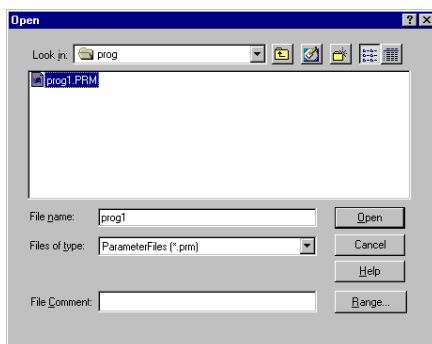 Open
Look in: prog
prog1.PRM
File name: prog1 Open
Files of type: ParameterFiles (*.prm) Cancel
Help
File Comment: Range...